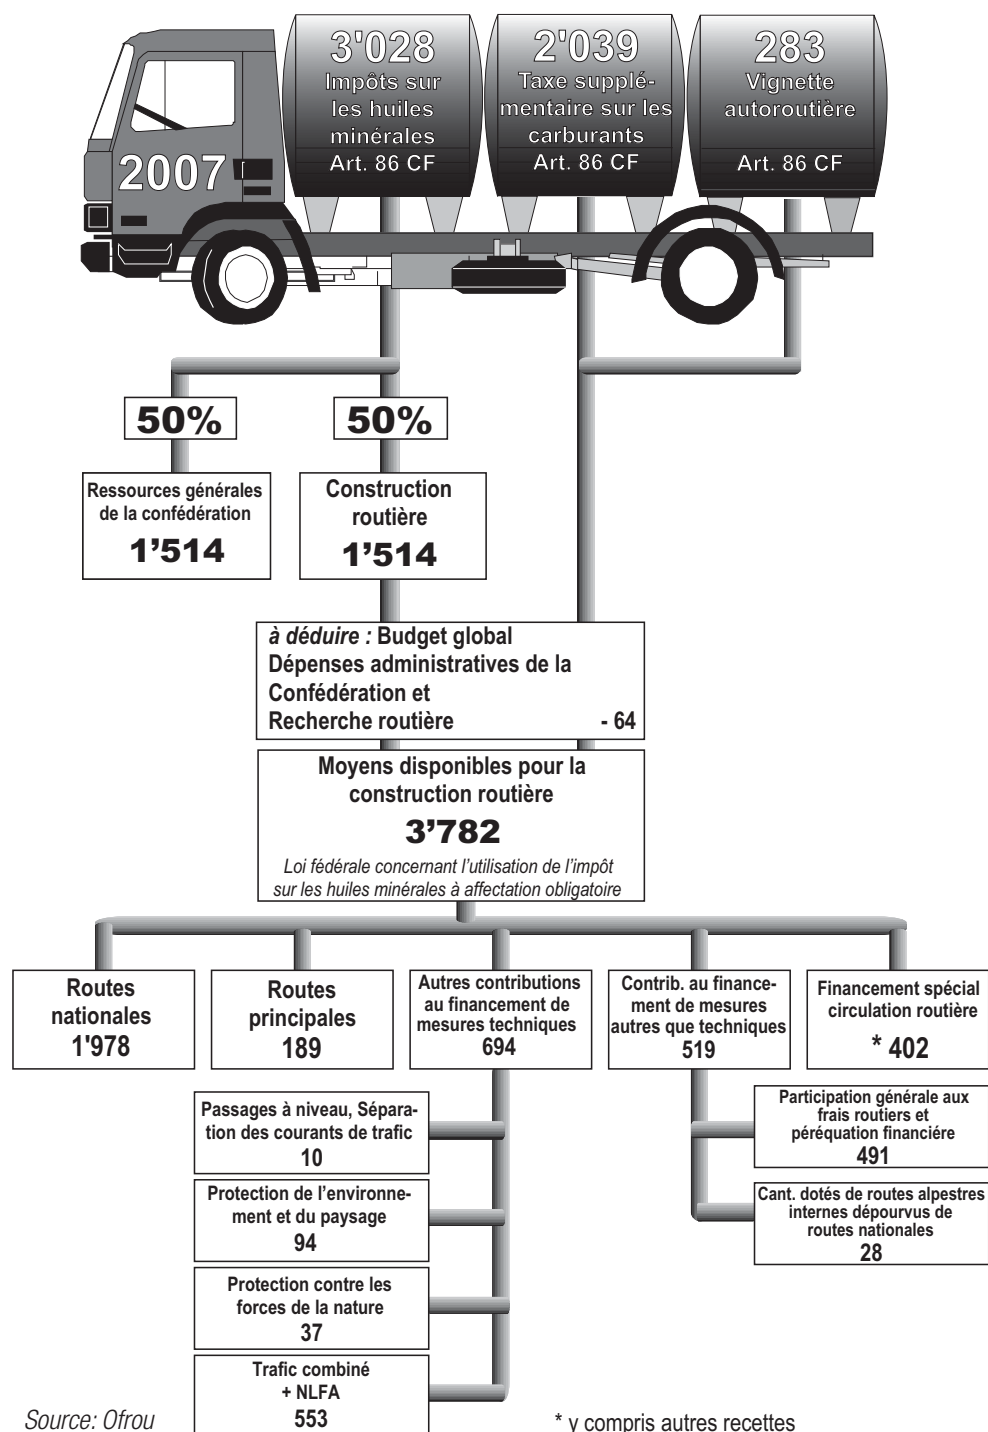 3'028
Impôts sur
les huiles
minérales
Art. 86 CF
2'039
Taxe supplé-
mentaire sur les
carburants
Art. 86 CF
283
Vignette
autoroutière
Art. 86 CF
2007
50%
50%
Ressources générales
de la confédération
1’514
Construction
routière
1’514
à déduire : Budget global
Dépenses administratives de la
Confédération et
Recherche routière - 64
Moyens disponibles pour la
construction routière
3’782
Loi fédérale concernant l’utilisation de l’impôt
sur les huiles minérales à affectation obligatoire
Routes
nationales
1'978
Routes
principales
189
Autres contributions
au financement de
mesures techniques
694
Contrib. au finance-
ment de mesures
autres que techniques
519
Financement spécial
circulation routière
* 402
Passages à niveau, Sépara-
tion des courants de trafic
10
Protection de l’environne-
ment et du paysage
94
Protection contre les
forces de la nature
37
Trafic combiné
+ NLFA
553
Participation générale aux
frais routiers et
péréquation financiére
491
Cant. dotés de routes alpestres
internes dépourvus de
routes nationales
28
Source: Ofrou
* y compris autres recettes